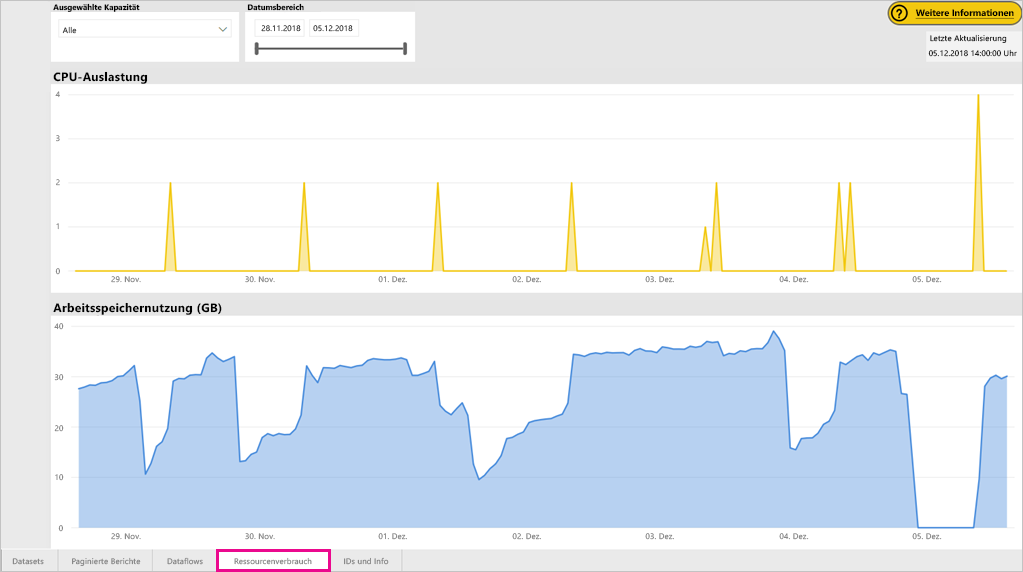 Ausgewählte Kapazität
Alle
Datumsbereich
28.11.2018 05.12.2018
? Weitere Informationen
Letzte Aktualisierung
05.12.2018 14:00:00 Uhr
CPU-Auslastung
4
3
2
1
0
29. Nov. 30. Nov. 01. Dez. 02. Dez. 03. Dez. 04. Dez. 05. Dez.
Arbeitsspeichernutzung (GB)
40
30
20
10
0
29. Nov. 30. Nov. 01. Dez. 02. Dez. 03. Dez. 04. Dez. 05. Dez.
Datasets Paginierte Berichte Dataflows Ressourcenverbrauch IDs und Info